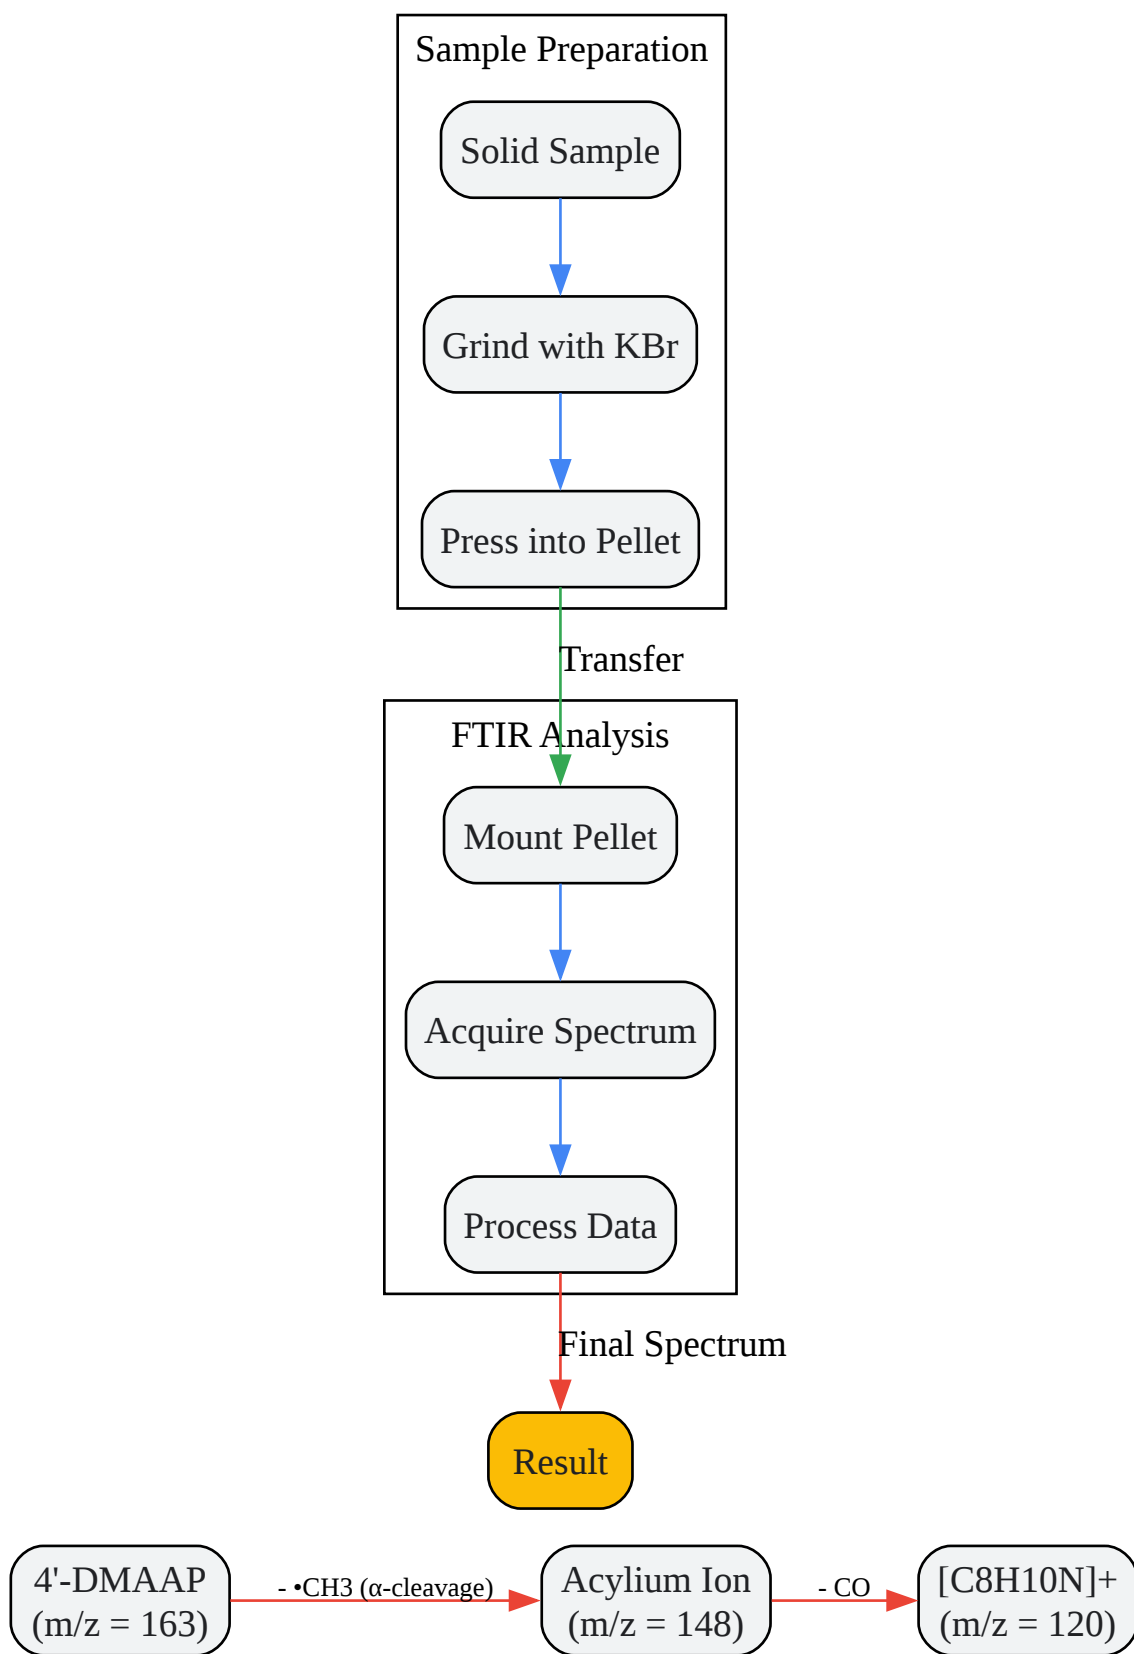 Sample Preparation
Solid Sample
Grind with KBr
Press into Pellet
Transfer
FTIR Analysis
Mount Pellet
Acquire Spectrum
Process Data
Final Spectrum
Result
4'-DMAAP
(m/z = 163)
- •CH3 (α-cleavage)
Acylium Ion
(m/z = 148)
- CO
[C8H10N]+
(m/z = 120)